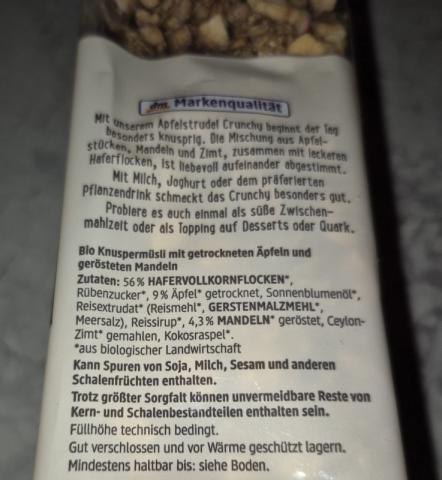 dm Markenqualität
Mit unserem Apfelstrudel Crunchy beginnt der Tag
besonders knusprig. Die Mischung aus Apfel-
stücken, Mandeln und Zimt, zusammen mit leckeren
Haferflocken, ist liebevoll aufeinander abgestimmt.
Mit Milch, Joghurt oder dem präferierten
Pflanzendrink schmeckt das Crunchy besonders gut.
Probiere es auch einmal als süße Zwischen-
mahlzeit oder als Topping auf Desserts oder Quark.
Bio Knuspermüsli mit getrockneten Äpfeln und
gerösteten Mandeln
Zutaten: 56% HAFERVOLLKORNFLOCKEN*,
Rübenzucker*, 9% Äpfel* getrocknet, Sonnenblumenöl*,
Reisextrudat* (Reismehl*, GERSTENMALZMEHL*,
Meersalz), Reissirup*, 4,3% MANDELN* geröstet, Ceylon-
Zimt* gemahlen, Kokosraspel*.
*aus biologischer Landwirtschaft
Kann Spuren von Soja, Milch, Sesam und anderen
Schalenfrüchten enthalten.
Trotz größter Sorgfalt können unvermeidbare Reste von
Kern- und Schalenbestandteilen enthalten sein.
Füllhöhe technisch bedingt.
Gut verschlossen und vor Wärme geschützt lagern.
Mindestens haltbar bis: siehe Boden.